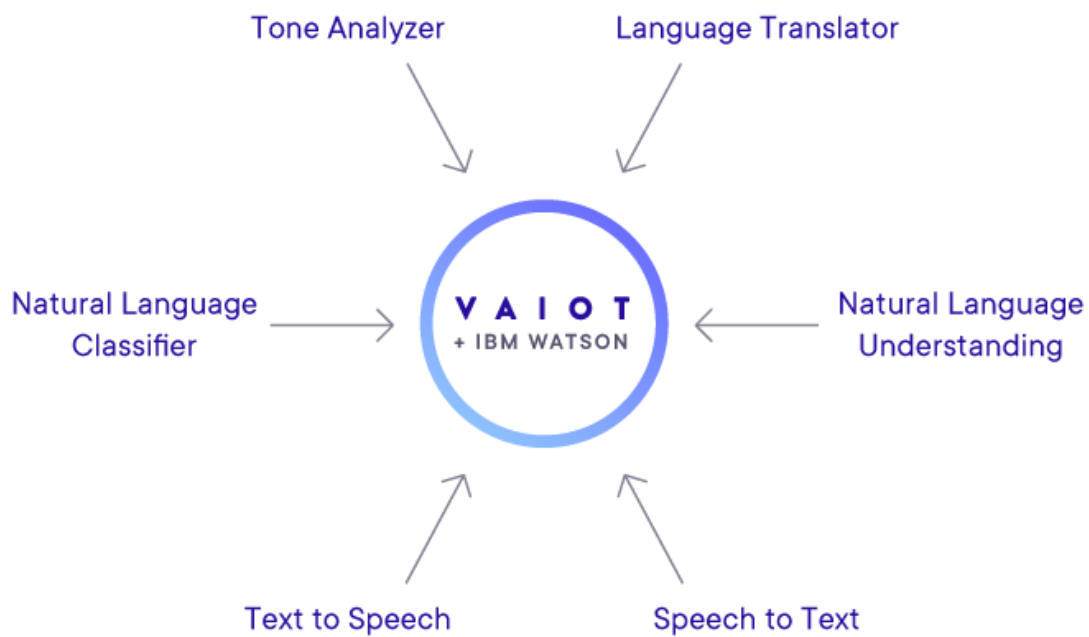 Tone Analyzer
Language Translator
Natural Language
Classifier
VAIOT
+ IBM WATSON
Natural Language
Understanding
Text to Speech
Speech to Text